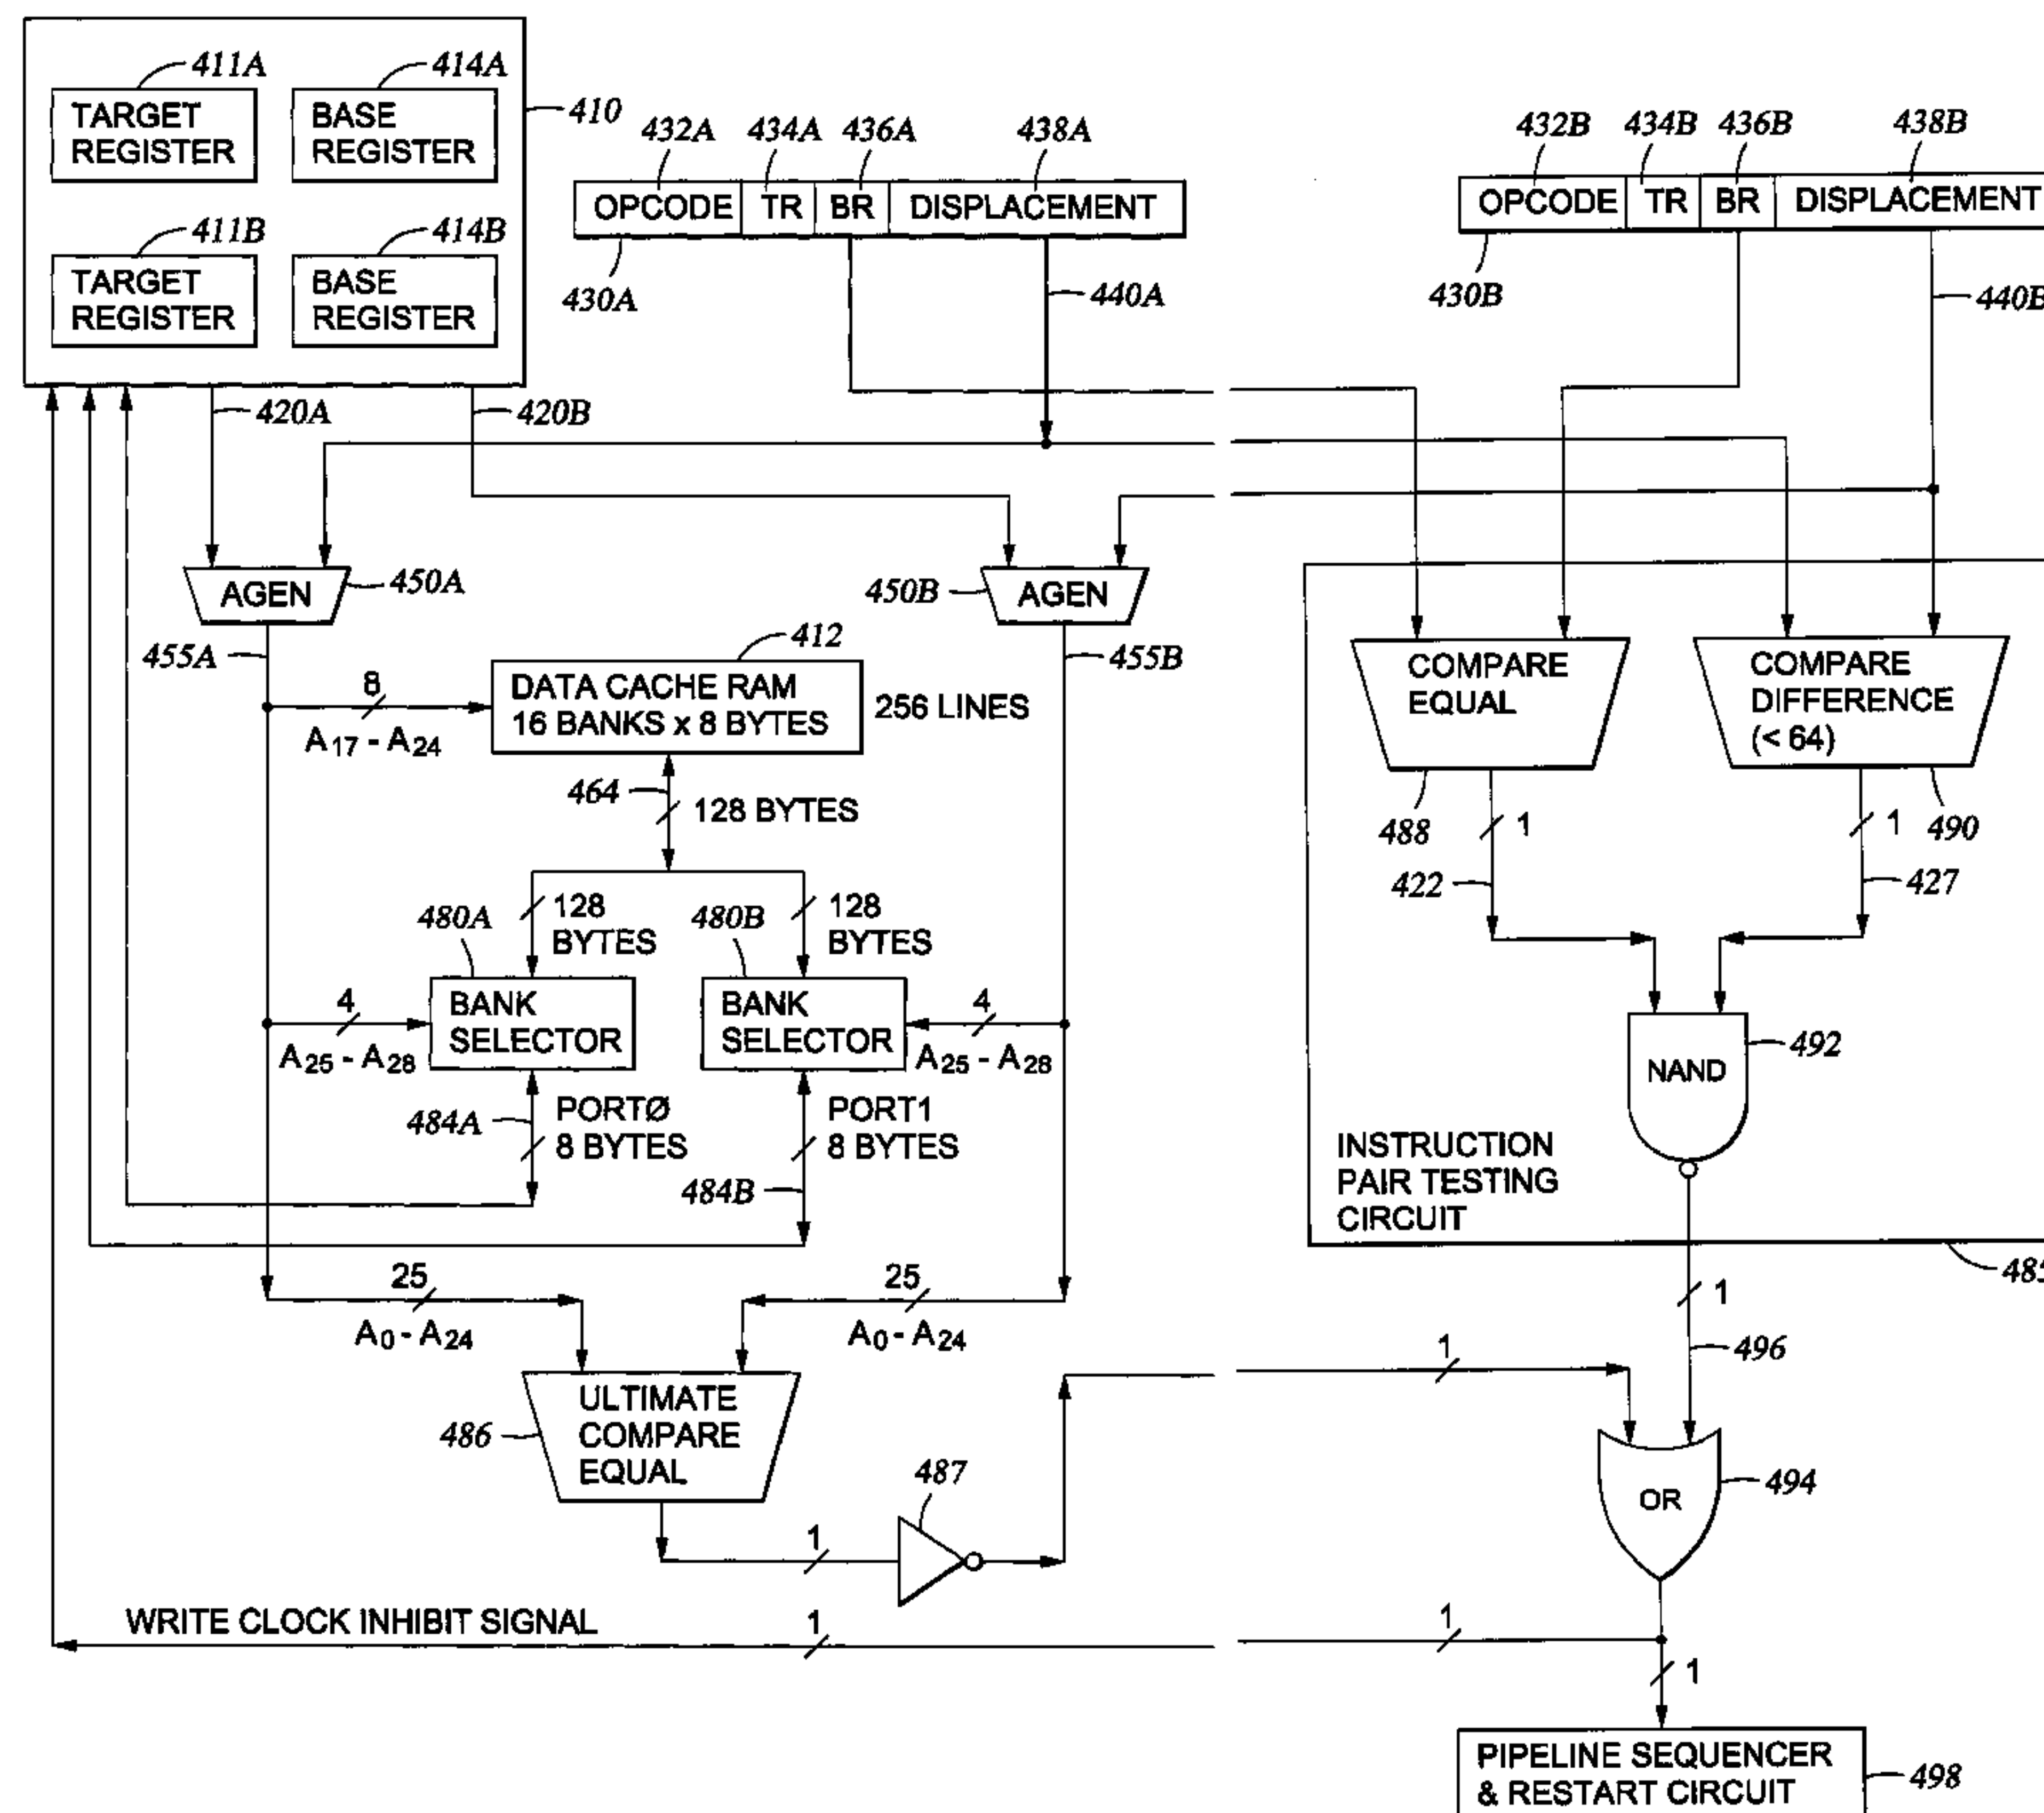 411A
414A
TARGET
REGISTER
BASE
REGISTER
410
411B
414B
TARGET
REGISTER
BASE
REGISTER
432A 434A 436A 438A
OPCODE TR BR DISPLACEMENT
430A
440A
432B 434B 436B 438B
OPCODE TR BR DISPLACEMENT
430B
440B
420A
420B
AGEN
450A
450B
AGEN
455A
455B
412
8
A17 - A24
DATA CACHE RAM
16 BANKS x 8 BYTES
256 LINES
464
128 BYTES
COMPARE
EQUAL
COMPARE
DIFFERENCE
(< 64)
488
1
1
490
422
427
480A
128
BYTES
480B
128
BYTES
4
A25 - A28
BANK
SELECTOR
BANK
SELECTOR
4
A25 - A28
NAND
492
484A
PORTØ
8 BYTES
PORT1
8 BYTES
484B
INSTRUCTION
PAIR TESTING
CIRCUIT
485
25
A0 - A24
25
A0 - A24
1
496
1
ULTIMATE
COMPARE
EQUAL
486
487
1
OR
494
WRITE CLOCK INHIBIT SIGNAL
1
1
1
PIPELINE SEQUENCER
& RESTART CIRCUIT
498